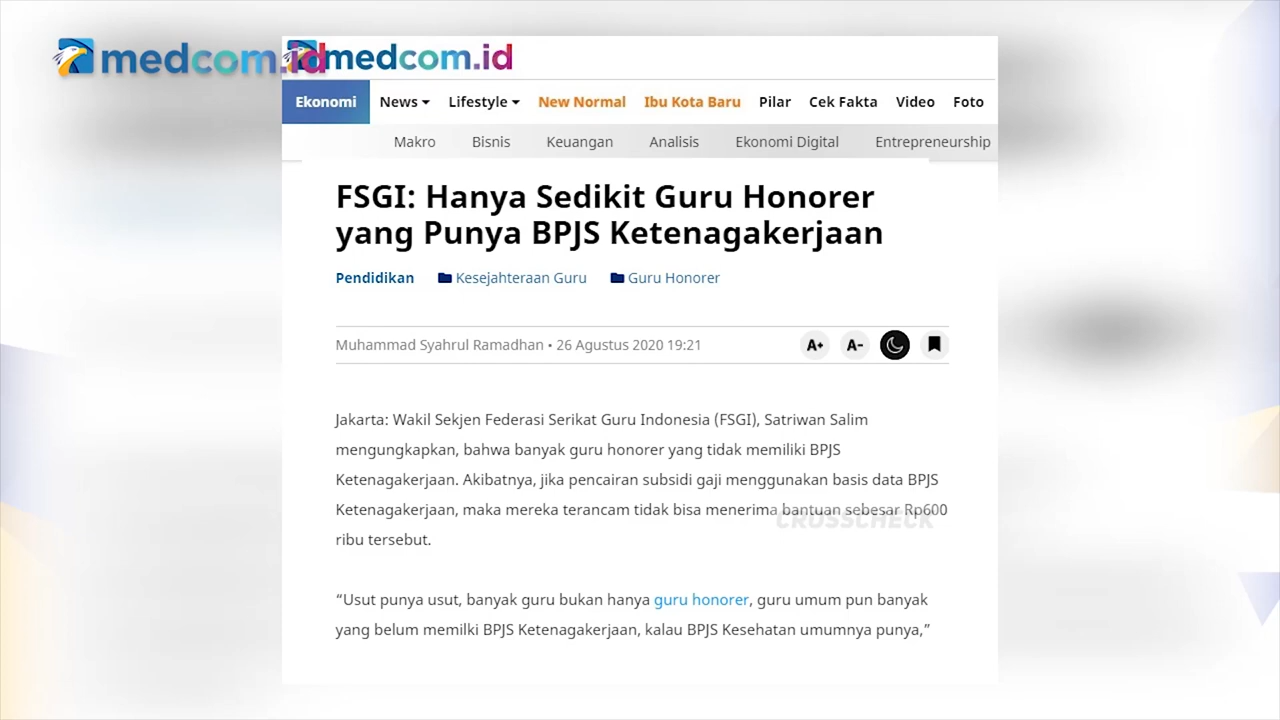 medcom.id
medcom.id
Ekonomi News Lifestyle New Normal Ibu Kota Baru Pilar Cek Fakta Video Foto
Makro Bisnis Keuangan Analisis Ekonomi Digital Entrepreneurship
FSGI: Hanya Sedikit Guru Honorer
yang Punya BPJS Ketenagakerjaan
Pendidikan Kesejahteraan Guru Guru Honorer
Muhammad Syahrul Ramadhan • 26 Agustus 2020 19:21 A+ A-
Jakarta: Wakil Sekjen Federasi Serikat Guru Indonesia (FSGI), Satriwan Salim
mengungkapkan, bahwa banyak guru honorer yang tidak memiliki BPJS
Ketenagakerjaan. Akibatnya, jika pencairan subsidi gaji menggunakan basis data BPJS
Ketenagakerjaan, maka mereka terancam tidak bisa menerima bantuan sebesar Rp600
CROSSCHECK
ribu tersebut.
“Usut punya usut, banyak guru bukan hanya guru honorer, guru umum pun banyak
yang belum memilki BPJS Ketenagakerjaan, kalau BPJS Kesehatan umumnya punya,”